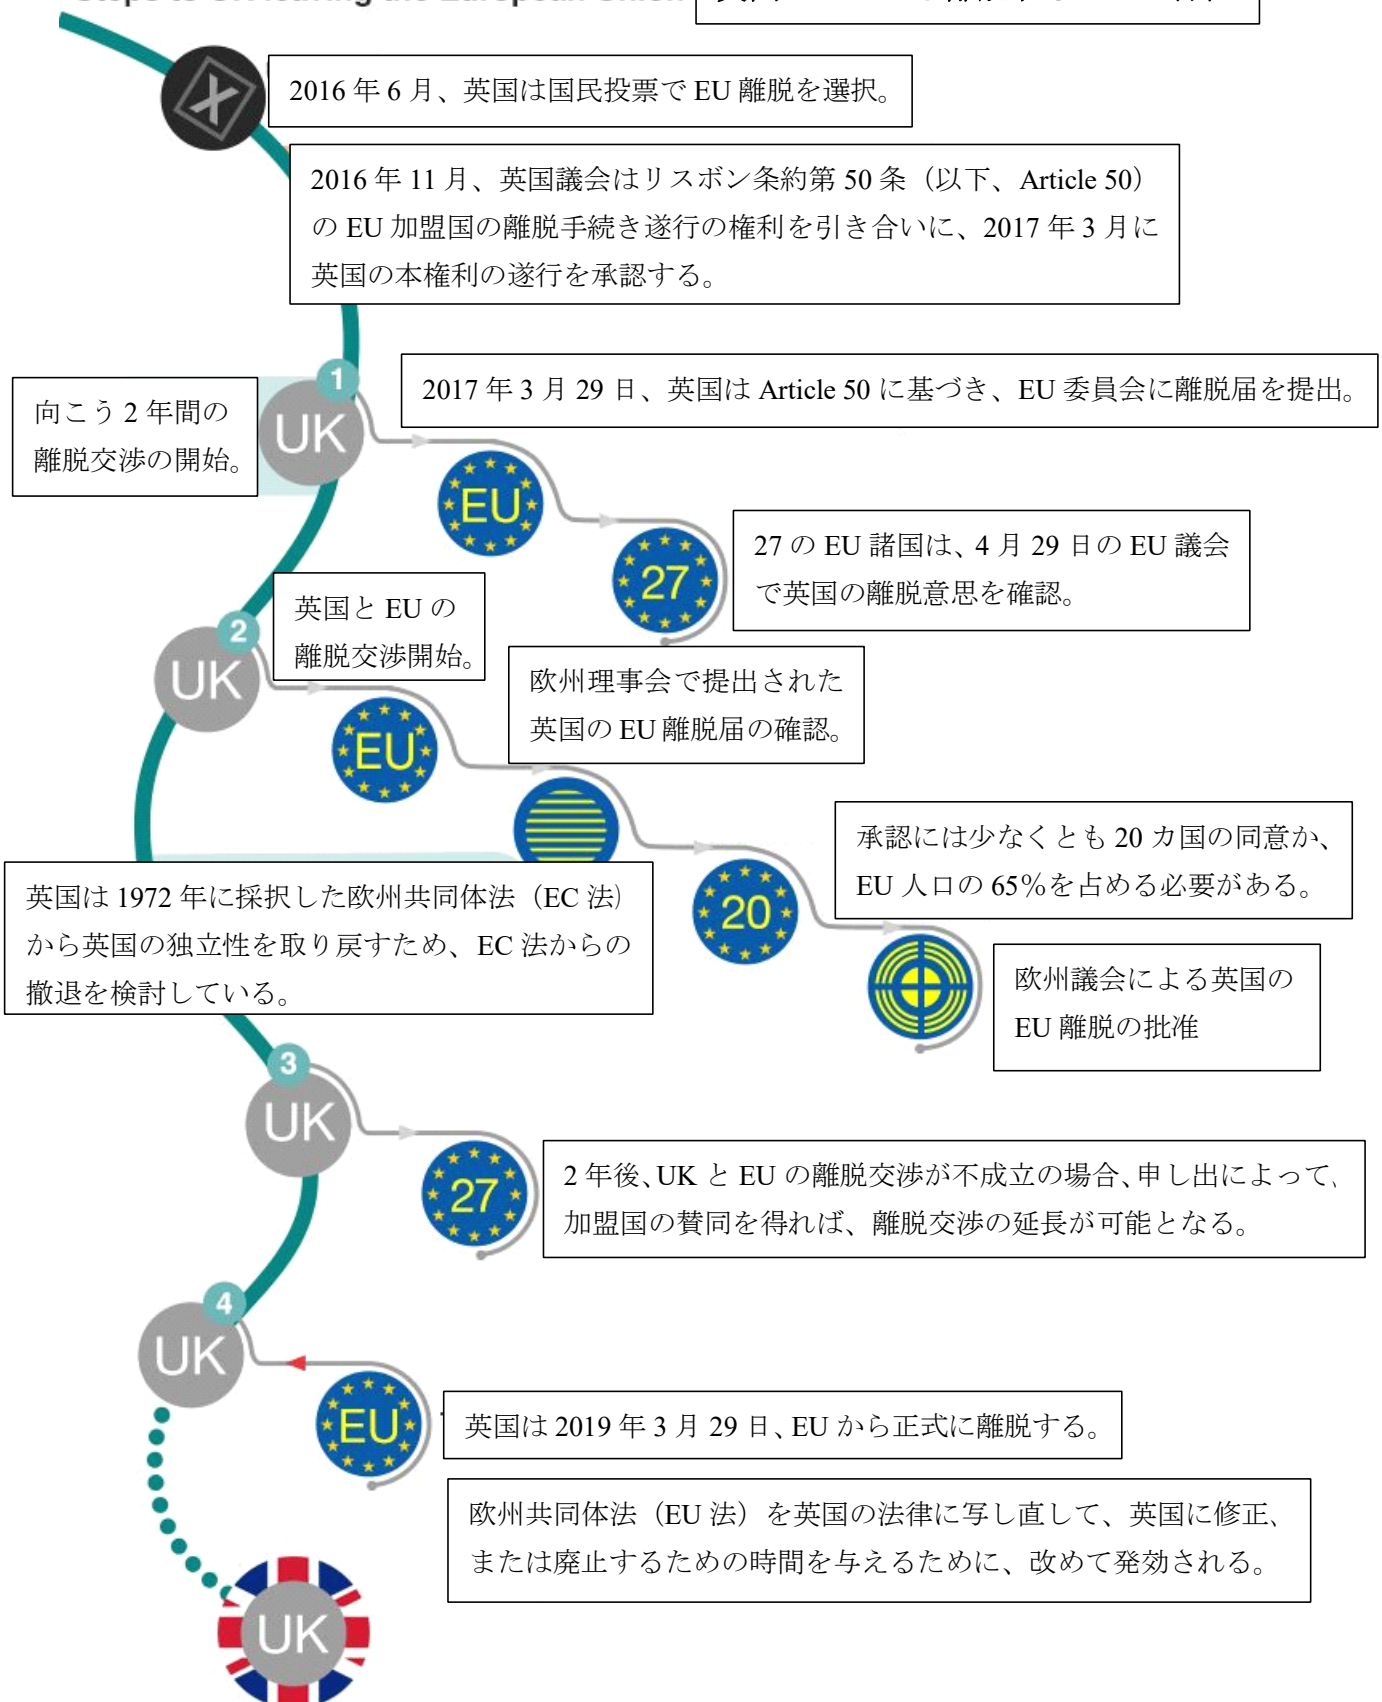 2016 年 6 月、英国は国民投票で EU 離脱を選択。
2016 年 11 月、英国議会はリスボン条約第 50 条（以下、Article 50）
の EU 加盟国の離脱手続き遂行の権利を引き合いに、2017 年 3 月に
英国の本権利の遂行を承認する。
1
UK
2017 年 3 月 29 日、英国は Article 50 に基づき、EU 委員会に離脱届を提出。
向こう 2 年間の
離脱交渉の開始。
EU
27
27 の EU 諸国は、4 月 29 日の EU 議会
で英国の離脱意思を確認。
2
UK
英国と EU の
離脱交渉開始。
EU
欧州理事会で提出された
英国の EU 離脱届の確認。
20
承認には少なくとも 20 カ国の同意か、
EU 人口の 65％を占める必要がある。
英国は 1972 年に採択した欧州共同体法（EC 法）
から英国の独立性を取り戻すため、EC 法からの
撤退を検討している。
欧州議会による英国の
EU 離脱の批准
3
UK
27
2 年後、UK と EU の離脱交渉が不成立の場合、申し出によって、
加盟国の賛同を得れば、離脱交渉の延長が可能となる。
4
UK
EU
英国は 2019 年 3 月 29 日、EU から正式に離脱する。
欧州共同体法（EU 法）を英国の法律に写し直して、英国に修正、
または廃止するための時間を与えるために、改めて発効される。
UK